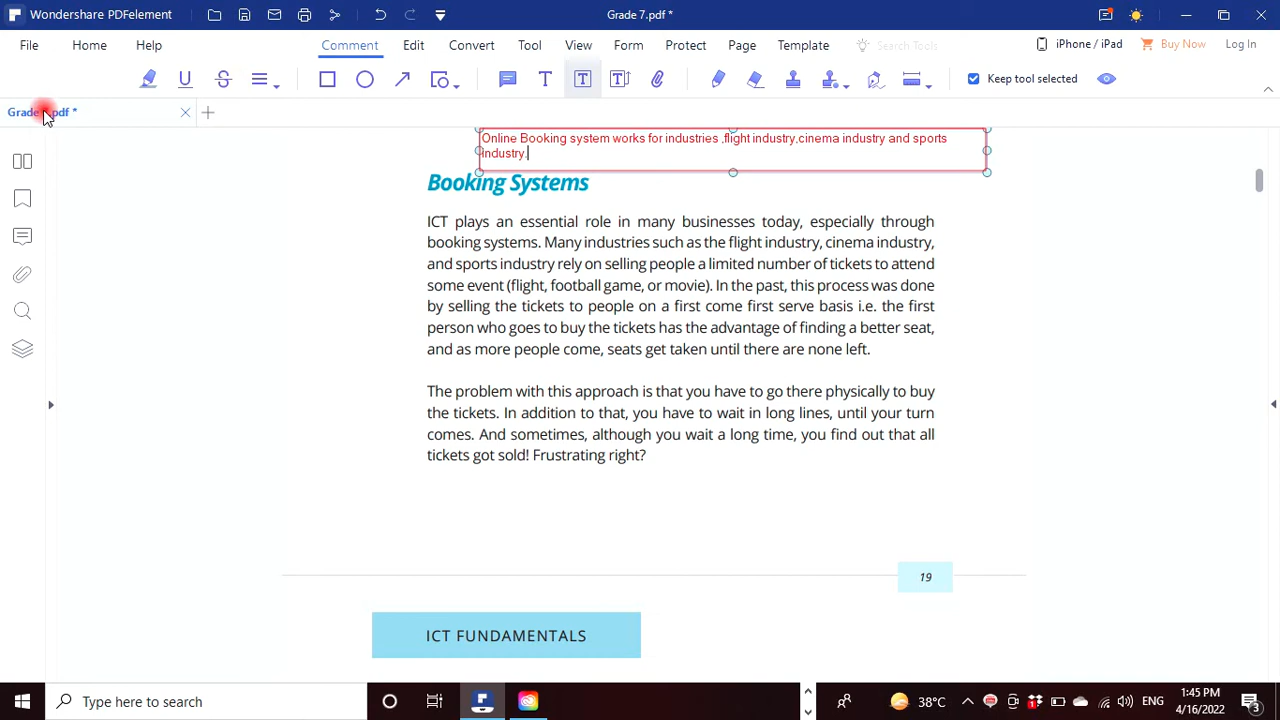 Wondershare PDFelement
Grade 7.pdf *
File Home Help
Comment Edit Convert Tool View Form Protect Page Template Search Tools
iPhone / iPad Buy Now Log In
Keep tool selected
.pdf *
Online Booking system works for industries ,flight industry,cinema industry and sports
industry.
Booking Systems
ICT plays an essential role in many businesses today, especially through
booking systems. Many industries such as the flight industry, cinema industry,
and sports industry rely on selling people a limited number of tickets to attend
some event (flight, football game, or movie). In the past, this process was done
by selling the tickets to people on a first come first serve basis i.e. the first
person who goes to buy the tickets has the advantage of finding a better seat,
and as more people come, seats get taken until there are none left.
The problem with this approach is that you have to go there physically to buy
the tickets. In addition to that, you have to wait in long lines, until your turn
comes. And sometimes, although you wait a long time, you find out that all
tickets got sold! Frustrating right?
19
ICT FUNDAMENTALS
Type here to search
38°C
ENG
1:45 PM
4/16/2022
3